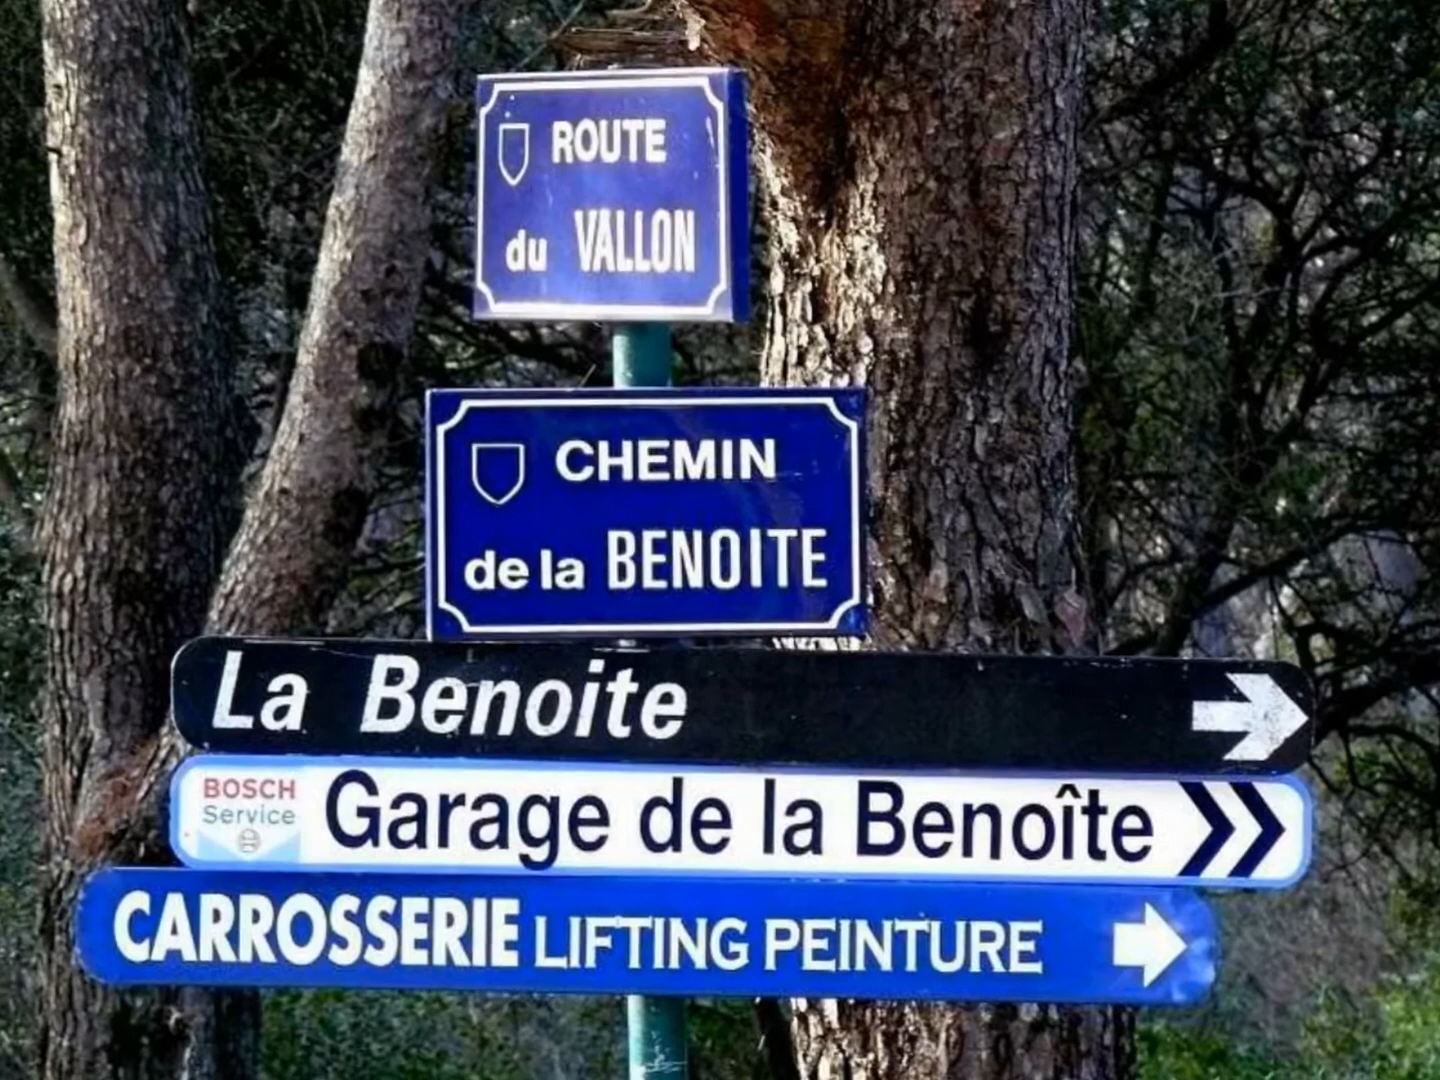 ROUTE
du VALLON
CHEMIN
de la BENOITE
La Benoite
BOSCH
Service
Garage de la Benoîte
CARROSSERIE LIFTING PEINTURE